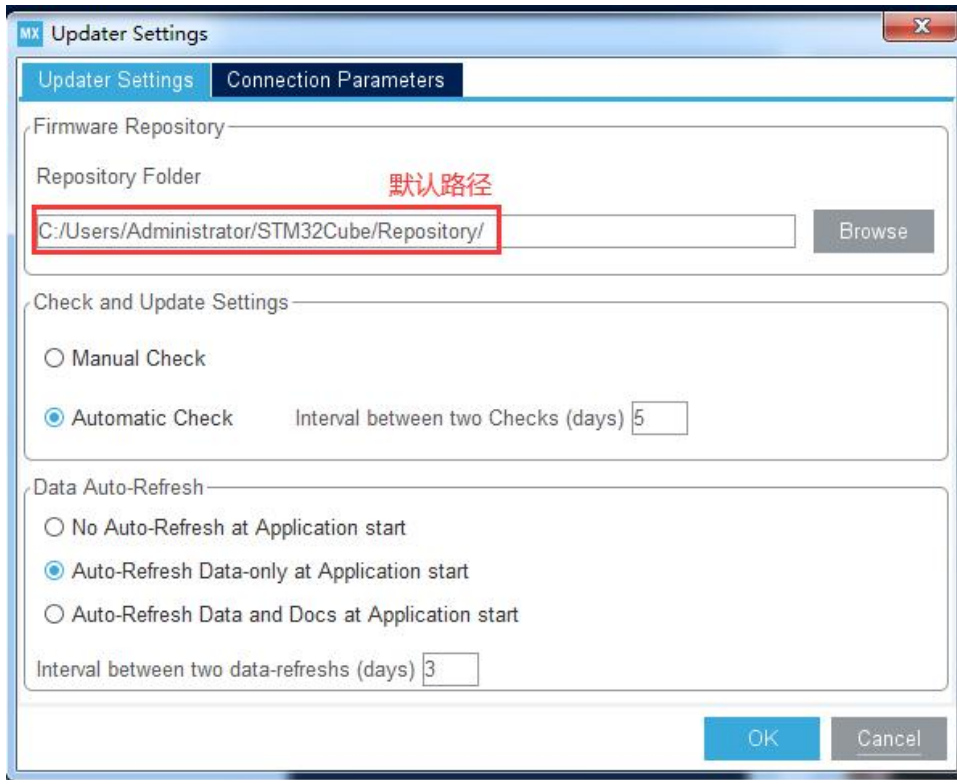 MX Updater Settings
Updater Settings Connection Parameters
Firmware Repository
Repository Folder
默认路径
C:/Users/Administrator/STM32Cube/Repository/ Browse
Check and Update Settings
Manual Check
Automatic Check Interval between two Checks (days) 5
Data Auto-Refresh
No Auto-Refresh at Application start
Auto-Refresh Data-only at Application start
Auto-Refresh Data and Docs at Application start
Interval between two data-refreshs (days) 3
OK Cancel